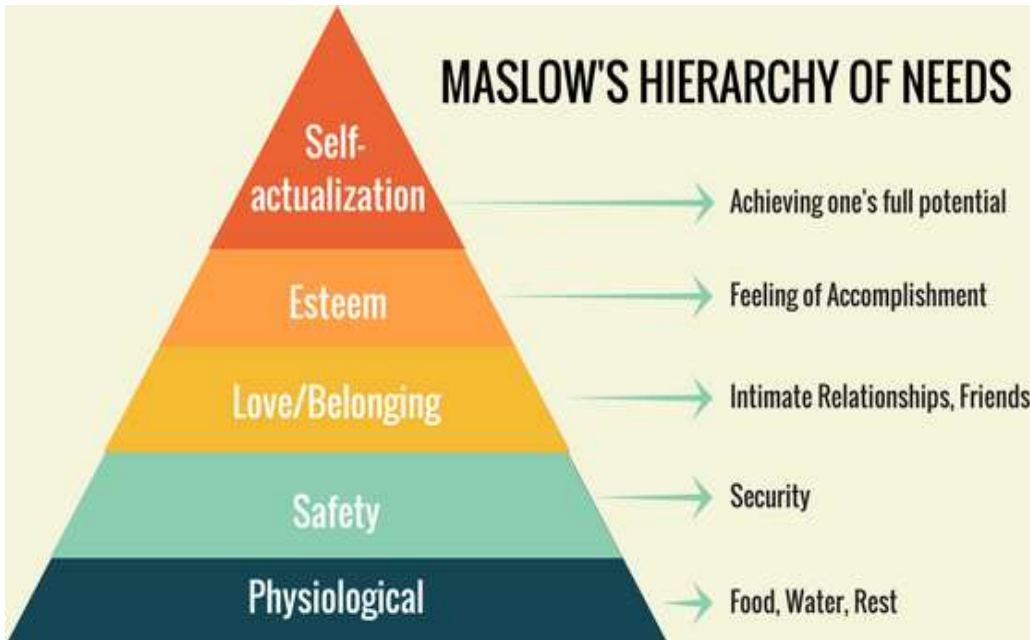 MASLOW'S HIERARCHY OF NEEDS
Self-
actualization
Achieving one's full potential
Esteem
Feeling of Accomplishment
Love/Belonging
Intimate Relationships, Friends
Safety
Security
Physiological
Food, Water, Rest